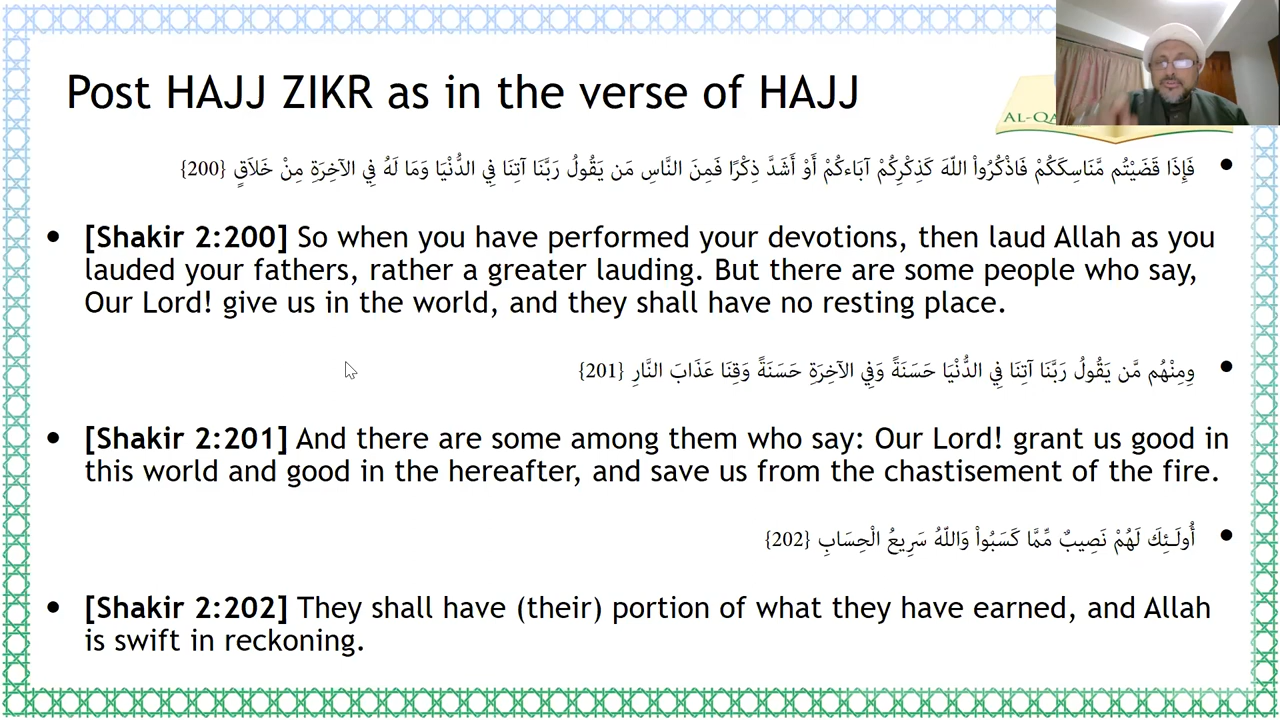 Post HAJJ ZIKR as in the verse of HAJJ
AL-QA
فَإِذَا قَضَيْتُم مَّنَاسِكَكُمْ فَاذْكُرُواْ اللّهَ كَذِكْرِكُمْ آبَاءكُمْ أَوْ أَشَدَّ ذِكْرًا فَمِنَ النَّاسِ مَن يَقُولُ رَبَّنَا آتِنَا فِي الدُّنْيَا وَمَا لَهُ فِي الآخِرَةِ مِنْ خَلاَقٍ {200}
[Shakir 2:200] So when you have performed your devotions, then laud Allah as you
lauded your fathers, rather a greater lauding. But there are some people who say,
Our Lord! give us in the world, and they shall have no resting place.
وِمِنْهُم مَّن يَقُولُ رَبَّنَا آتِنَا فِي الدُّنْيَا حَسَنَةً وَفِي الآخِرَةِ حَسَنَةً وَقِنَا عَذَابَ النَّارِ {201}
[Shakir 2:201] And there are some among them who say: Our Lord! grant us good in
this world and good in the hereafter, and save us from the chastisement of the fire.
أُولَـئِكَ لَهُمْ نَصِيبٌ مِّمَّا كَسَبُواْ وَاللّهُ سَرِيعُ الْحِسَابِ {202}
[Shakir 2:202] They shall have (their) portion of what they have earned, and Allah
is swift in reckoning.